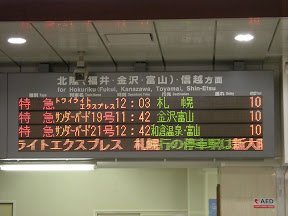 北陸(福井・金沢・富山)・信越方面
for Hokuriku(Fukui, Kanazawa, Toyama), Shin-Etsu
特急 トワイライトエクスプレス 12:03 札幌 10
特急 サンダーバード19号 11:42 金沢富山 10
特急 サンダーバード21号 12:42 和倉温泉・富山 10
ライトエクスプレス 札幌行の停車駅は新大
AED